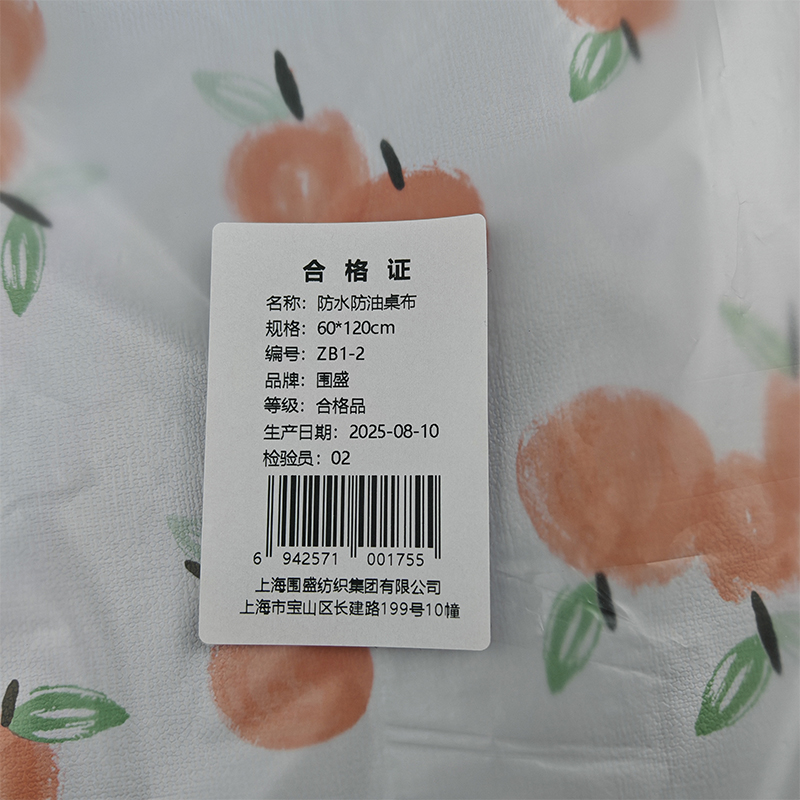 合格证
名称：防水防油桌布
规格：60*120cm
编号：ZB1-2
品牌：围盛
等级：合格品
生产日期：2025-08-10
检验员：02
6 942571 001755
上海围盛纺织集团有限公司
上海市宝山区长建路199号10幢